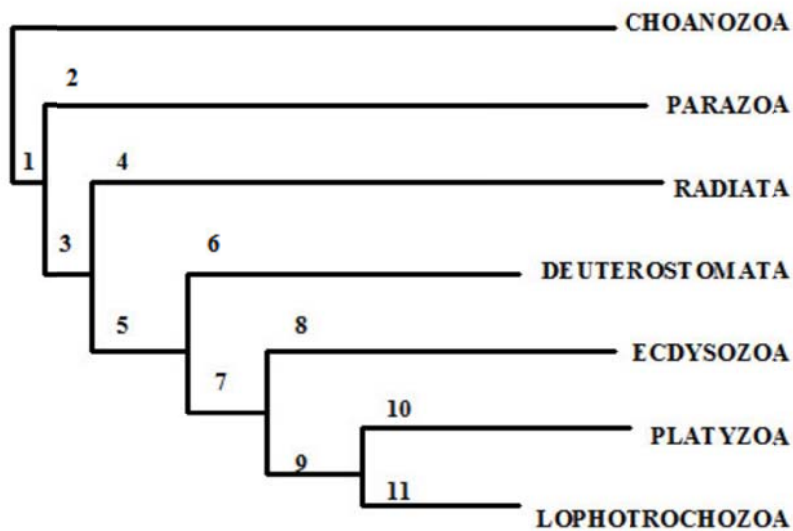 CHOANOZOA
2
PARAZOA
1
4
RADIATA
3
6
DEUTEROSTOMATA
5
8
ECDYSOZOA
7
10
PLATYZOA
9
11
LOPHOTROCHOZOA